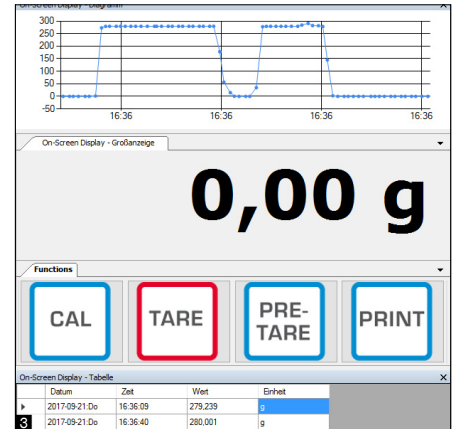 On-Screen Display - Diagramm
300
250
200
150
100
50
0
-50
16:36 16:36 16:36 16:36
On-Screen Display - Großanzeige
0,00 g
Functions
CAL
TARE
PRE-
TARE
PRINT
On-Screen Display - Tabelle
Datum Zeit Wert Einheit
2017-09-21:Do 16:36:09 279,239 g
3 2017-09-21:Do 16:36:40 280,001 g